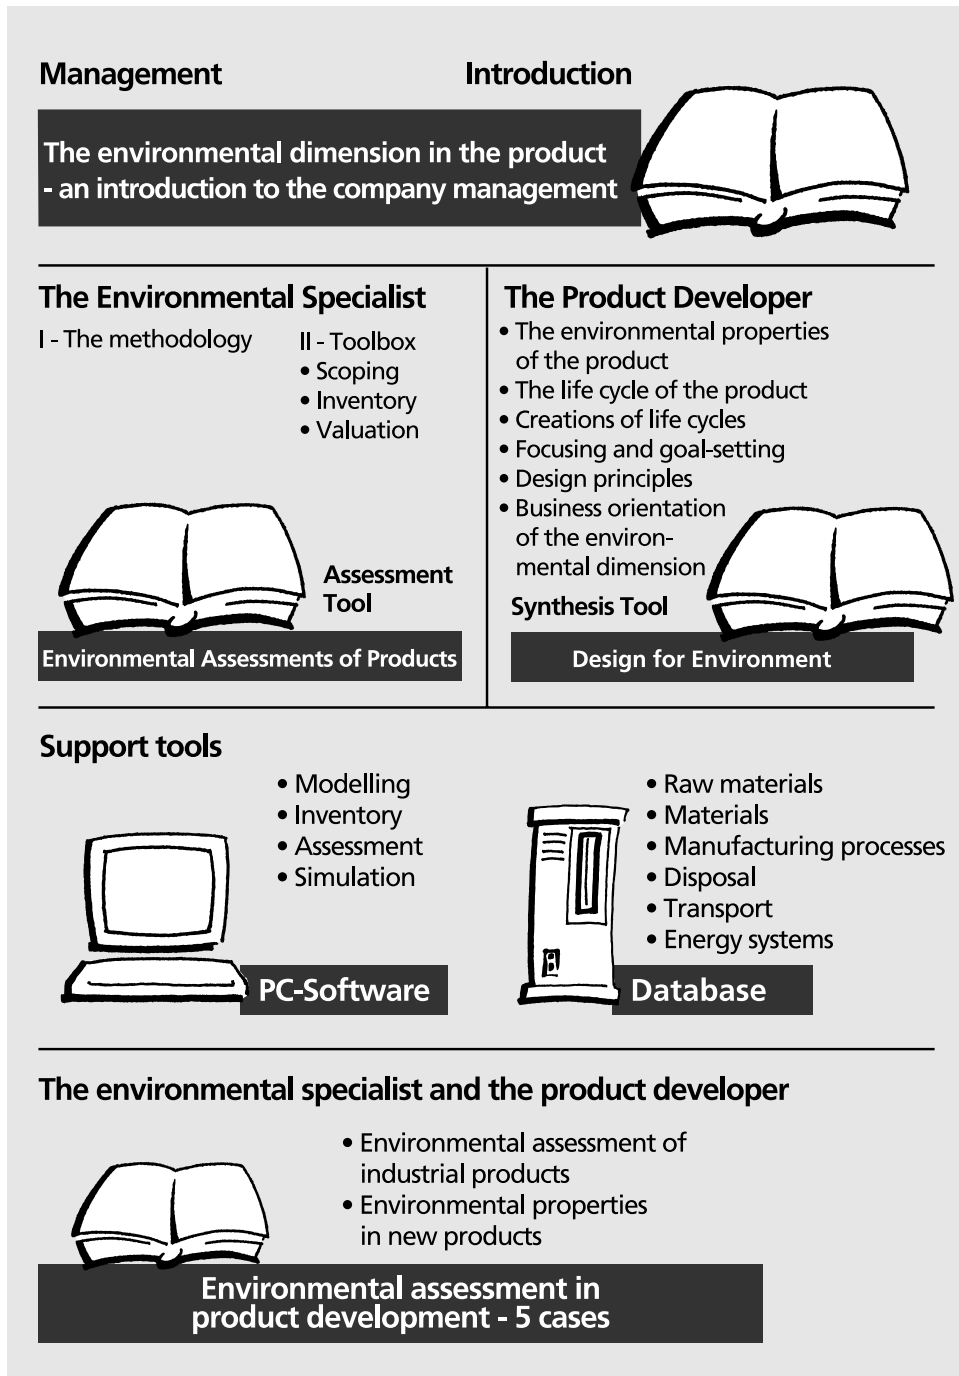 Management
Introduction
The environmental dimension in the product
- an introduction to the company management
The Environmental Specialist
I - The methodology
II - Toolbox
• Scoping
• Inventory
• Valuation
Assessment
Tool
Environmental Assessments of Products
The Product Developer
• The environmental properties
of the product
• The life cycle of the product
• Creations of life cycles
• Focusing and goal-setting
• Design principles
• Business orientation
of the environ-
mental dimension
Synthesis Tool
Design for Environment
Support tools
• Modelling
• Inventory
• Assessment
• Simulation
PC-Software
• Raw materials
• Materials
• Manufacturing processes
• Disposal
• Transport
• Energy systems
Database
The environmental specialist and the product developer
• Environmental assessment of
industrial products
• Environmental properties
in new products
Environmental assessment in
product development - 5 cases